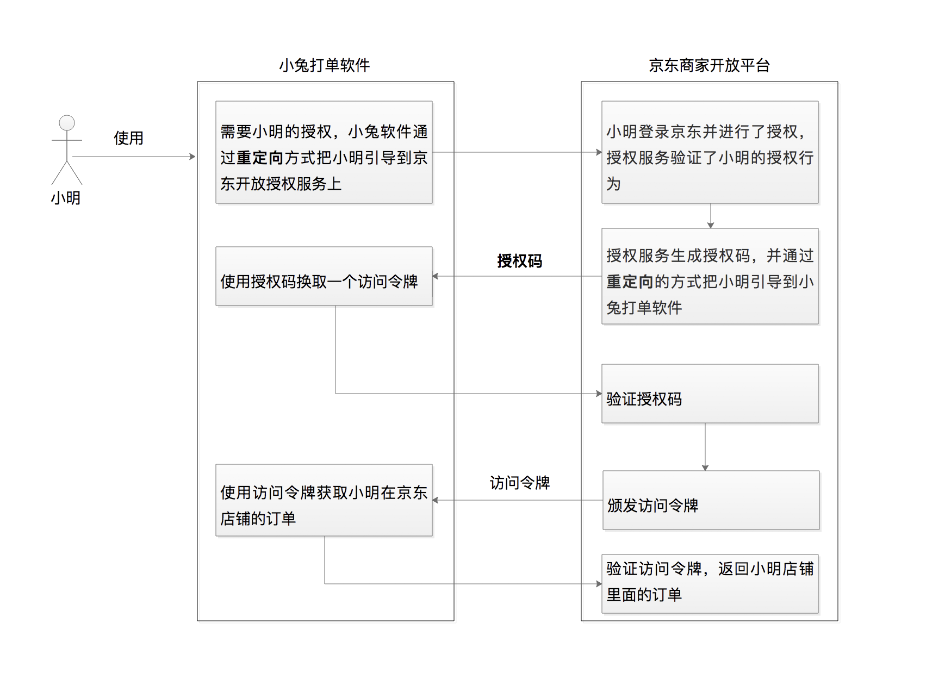 小兔打单软件
京东商家开放平台
使用
小明
需要小明的授权，小兔软件通
过重定向方式把小明引导到京
东开放授权服务上
小明登录京东并进行了授权，
授权服务验证了小明的授权行
为
授权码
授权服务生成授权码，并通过
重定向的方式把小明引导到小
兔打单软件
使用授权码换取一个访问令牌
验证授权码
访问令牌
颁发访问令牌
使用访问令牌获取小明在京东
店铺的订单
验证访问令牌，返回小明店铺
里面的订单